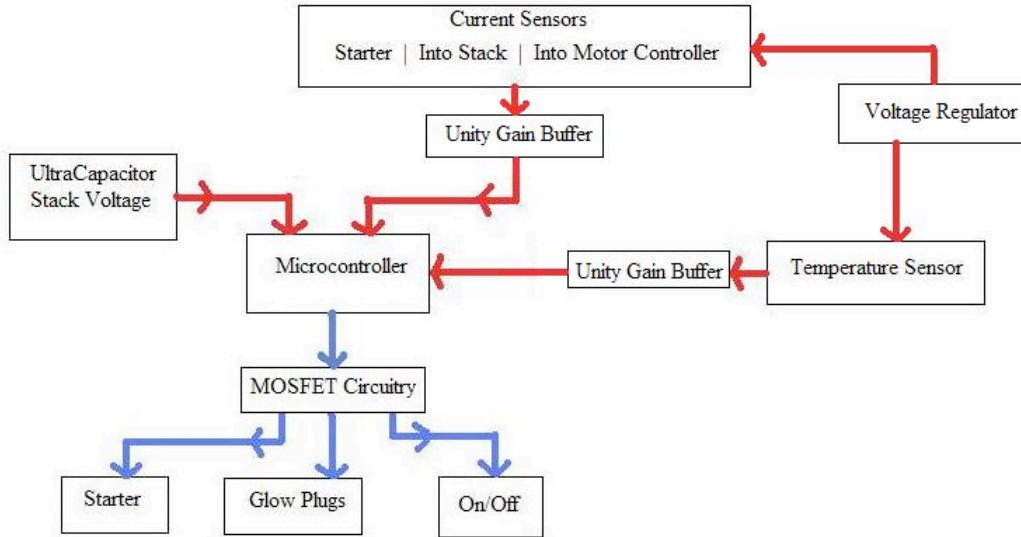 Current Sensors
Starter | Into Stack | Into Motor Controller
Voltage Regulator
Unity Gain Buffer
UltraCapacitor
Stack Voltage
Microcontroller
Unity Gain Buffer
Temperature Sensor
MOSFET Circuitry
Starter
Glow Plugs
On/Off